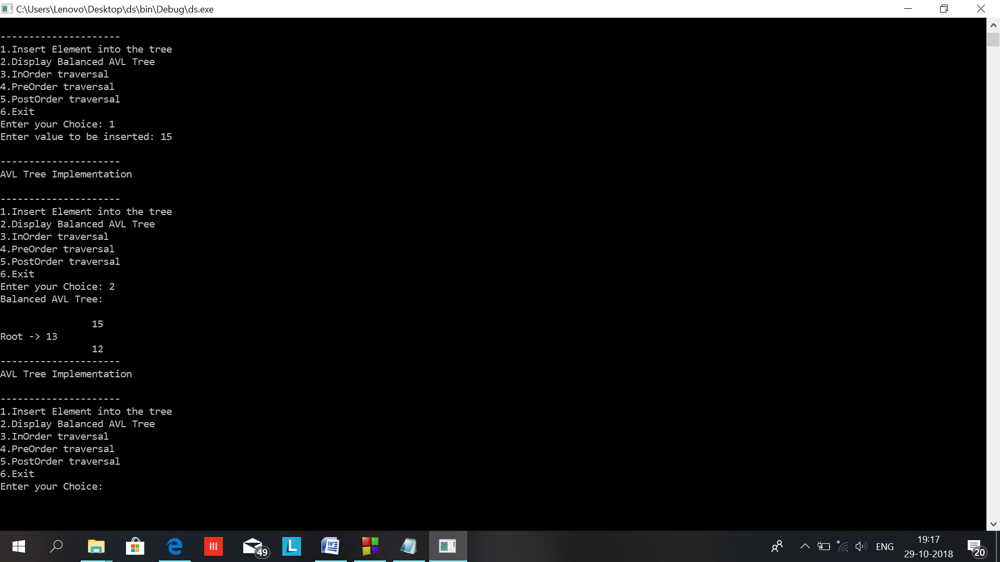 C:\Users\Lenovo\Desktop\ds\bin\Debug\ds.exe
---------------------
1.Insert Element into the tree
2.Display Balanced AVL Tree
3.InOrder traversal
4.PreOrder traversal
5.PostOrder traversal
6.Exit
Enter your Choice: 1
Enter value to be inserted: 15
---------------------
AVL Tree Implementation
---------------------
1.Insert Element into the tree
2.Display Balanced AVL Tree
3.InOrder traversal
4.PreOrder traversal
5.PostOrder traversal
6.Exit
Enter your Choice: 2
Balanced AVL Tree:
15
Root -> 13
12
---------------------
AVL Tree Implementation
---------------------
1.Insert Element into the tree
2.Display Balanced AVL Tree
3.InOrder traversal
4.PreOrder traversal
5.PostOrder traversal
6.Exit
Enter your Choice:
49
L
W
ENG
19:17
29-10-2018
20